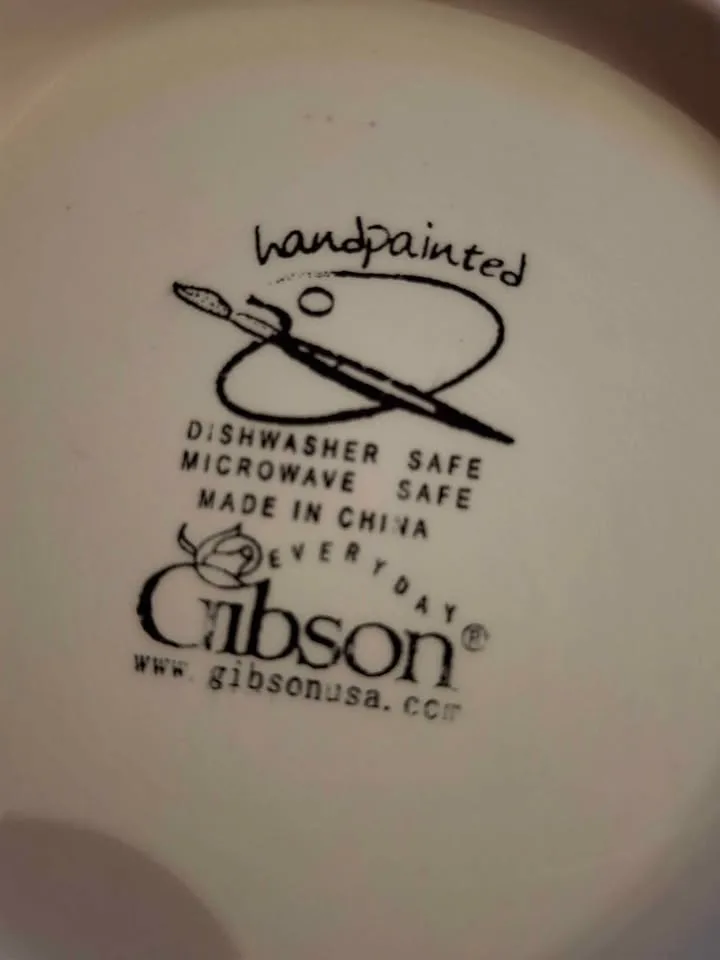 handpainted
DISHWASHER SAFE
MICROWAVE SAFE
MADE IN CHINA
EVERYDAY
Gibson®
www.gibsonusa.com